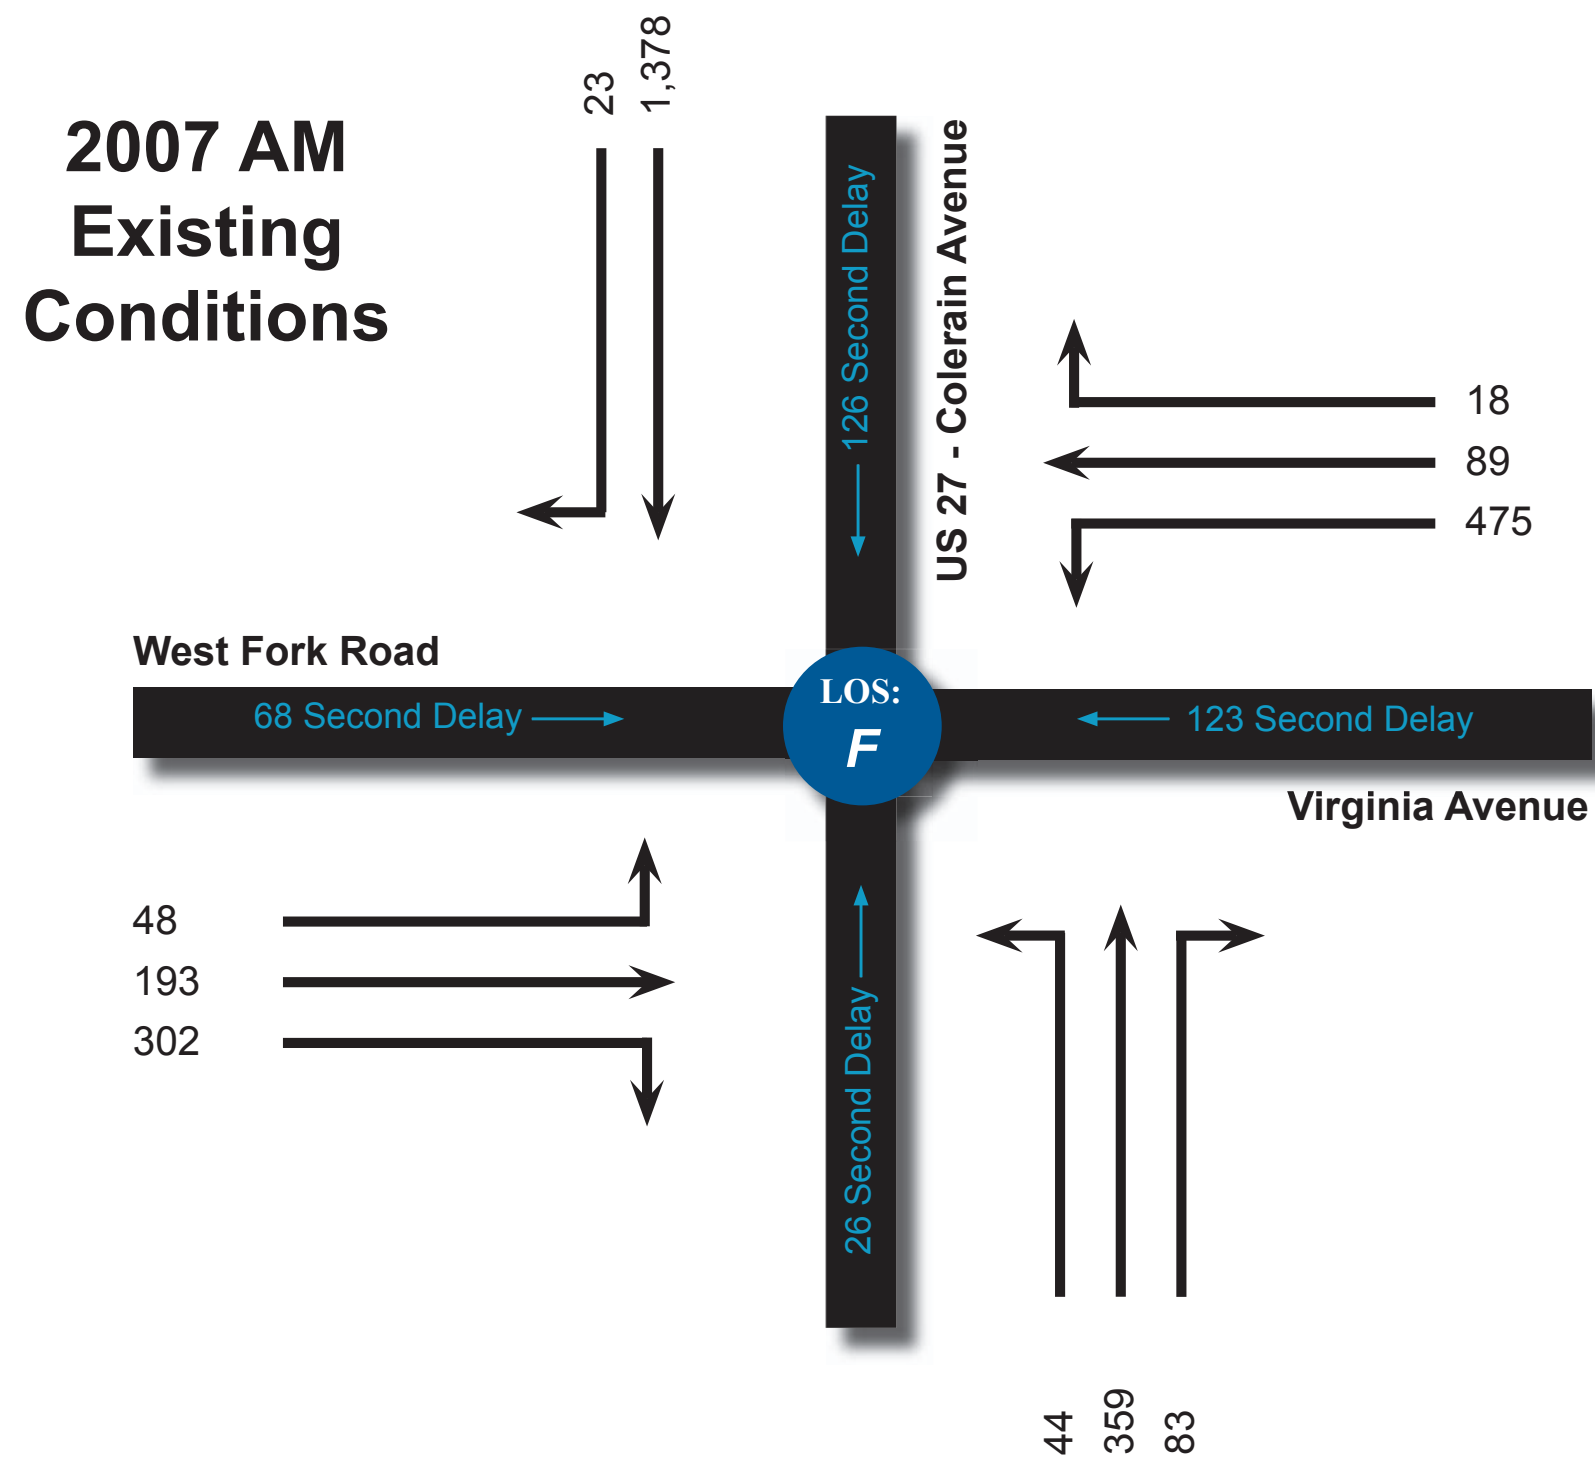 2007 AM
Existing
Conditions
23
1,378
126 Second Delay
US 27 - Colerain Avenue
18
89
475
West Fork Road
68 Second Delay
LOS:
F
123 Second Delay
Virginia Avenue
48
193
302
26 Second Delay
44
359
83